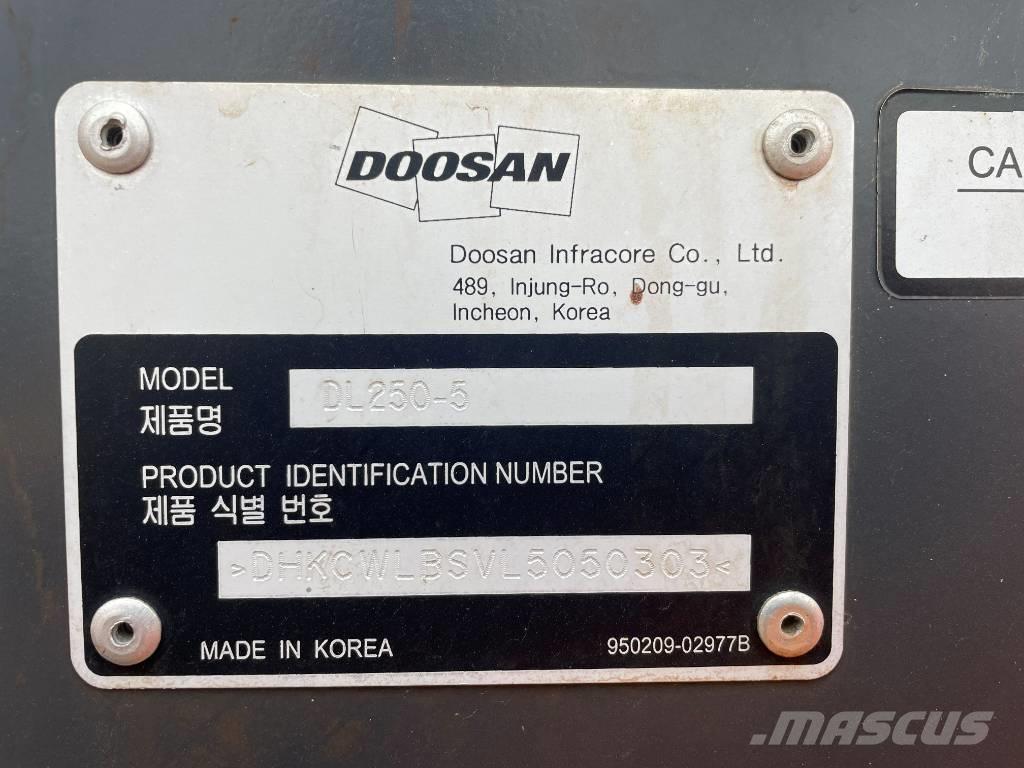 DOOSAN
Doosan Infracore Co., Ltd.
489, Injung-Ro, Dong-gu,
Incheon, Korea
MODEL DL250-5
제품명
PRODUCT IDENTIFICATION NUMBER
제품 식별 번호
>DHKCWLBSVL5050303<
MADE IN KOREA 950209-02977B
CA
MASCUS